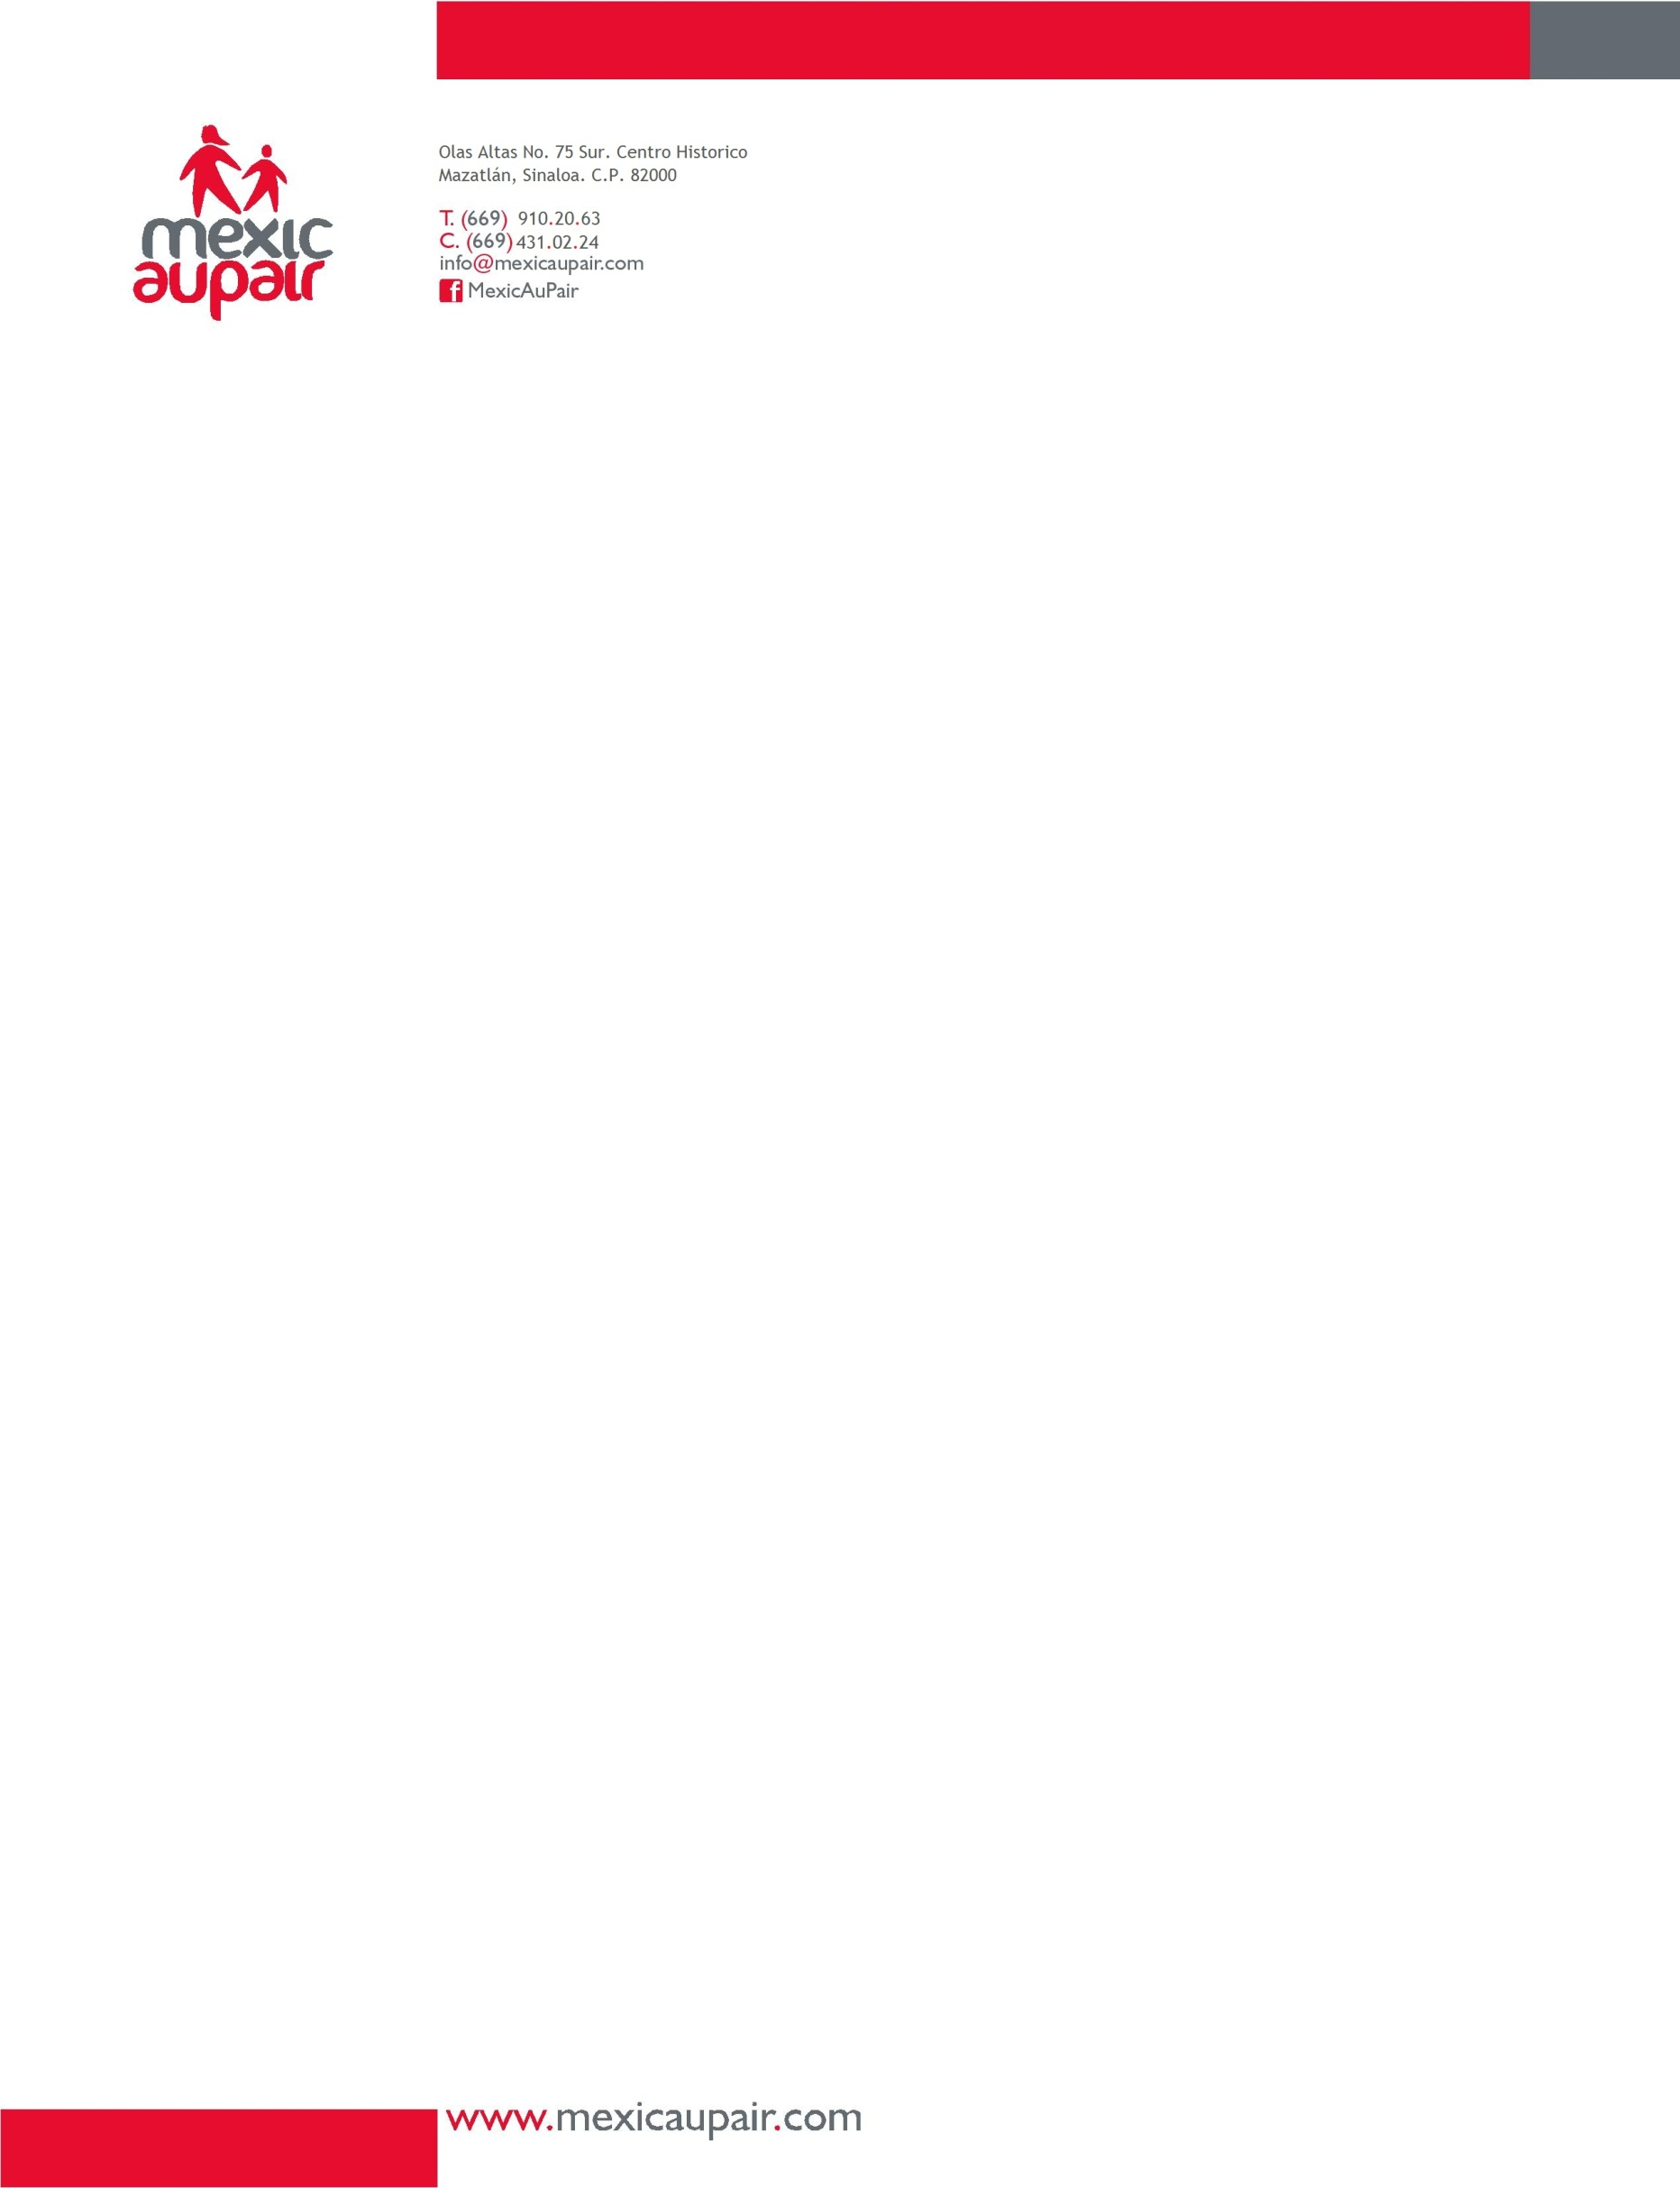 mexic
aupair
Olas Altas No. 75 Sur. Centro Historico
Mazatlán, Sinaloa. C.P. 82000
T. (669) 910.20.63
C. (669) 431.02.24
info@mexicaupair.com
MexicAuPair
www.mexicaupair.com